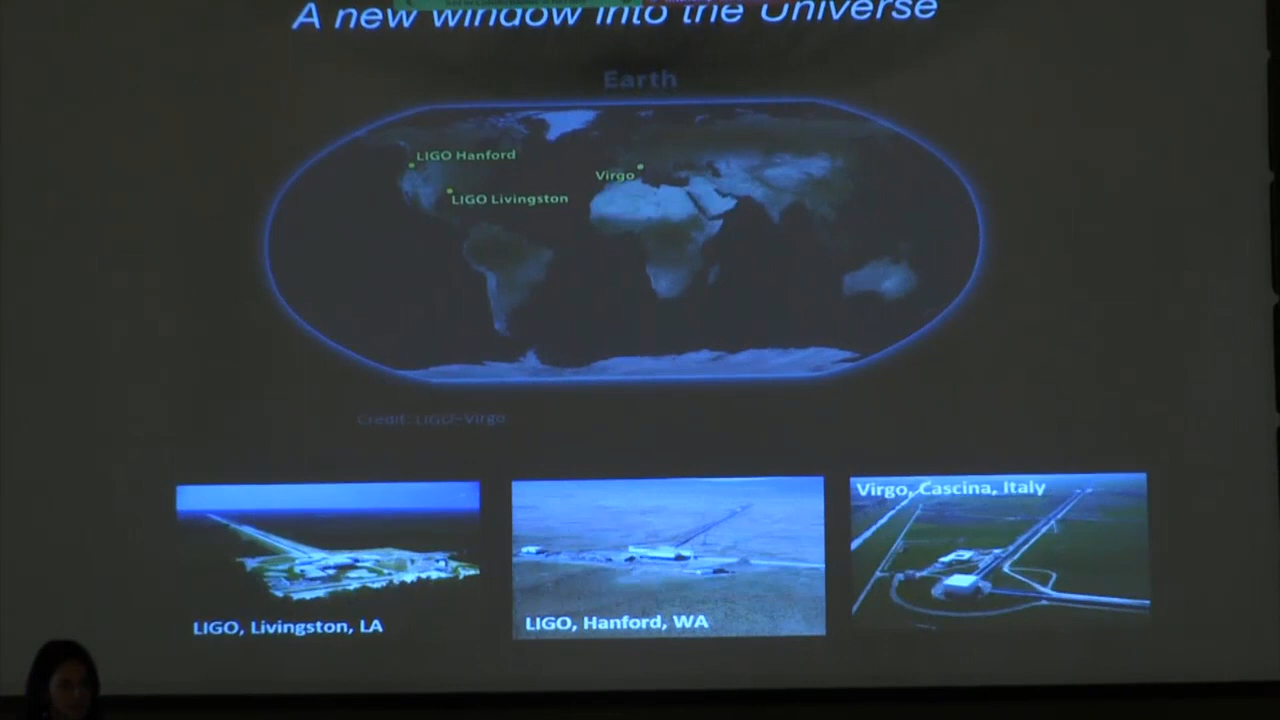 A new window into the Universe
Earth
LIGO Hanford
Virgo
LIGO Livingston
Credit: LIGO-Virgo
Virgo, Cascina, Italy
LIGO, Livingston, LA
LIGO, Hanford, WA